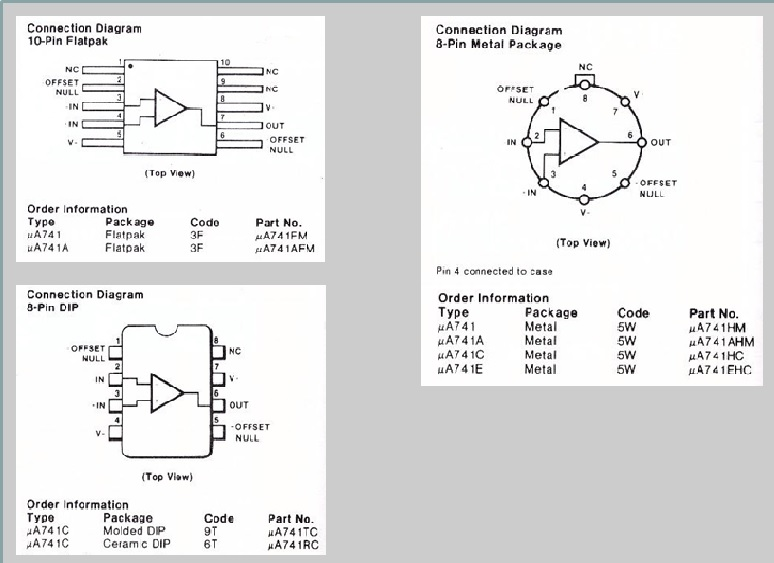 Connection Diagram
10-Pin Flatpak
1
10
NC
NC
2
9
OFFSET
NULL
NC
3
8
-IN
V-
4
7
-IN
OUT
5
6
V-
-OFFSET
NULL
(Top View)
Order Information
Type Package Code Part No.
µA741 Flatpak 3F µA741FM
µA741A Flatpak 3F µA741AFM
Connection Diagram
8-Pin DIP
1
8
-OFFSET
NULL
NC
2
7
IN
V-
3
6
-IN
OUT
4
5
V-
-OFFSET
NULL
(Top View)
Order Information
Type Package Code Part No.
µA741C Molded DIP 9T µA741TC
µA741C Ceramic DIP 6T µA741RC
Connection Diagram
8-Pin Metal Package
NC
8
OFFSET
NULL
V-
1
7
IN
2
6
OUT
3
5
-IN
-OFFSET
NULL
4
V-
(Top View)
Pin 4 connected to case
Order Information
Type Package Code Part No.
µA741 Metal 5W µA741HM
µA741A Metal 5W µA741AHM
µA741C Metal 5W µA741HC
µA741E Metal 5W µA741EHC